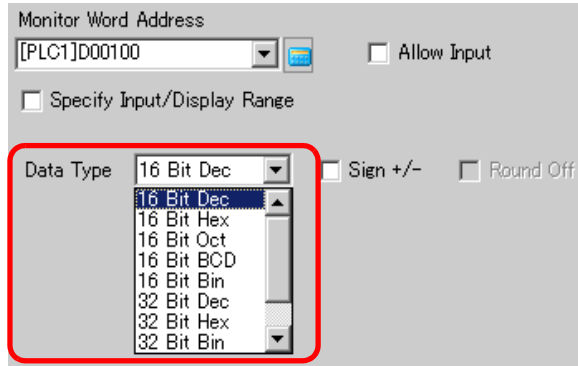 Monitor Word Address
[PLC1]D00100
Allow Input
Specify Input/Display Range
Data Type 16 Bit Dec Sign +/- Round Off
16 Bit Dec
16 Bit Hex
16 Bit Oct
16 Bit BCD
16 Bit Bin
32 Bit Dec
32 Bit Hex
32 Bit Bin